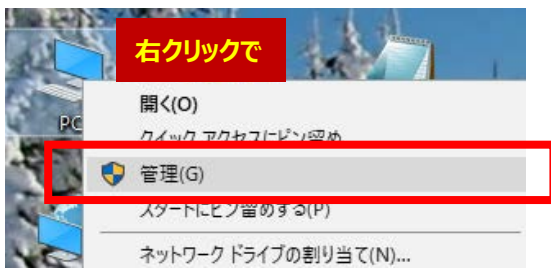 右クリックで
PC
開く(O)
クイック アクセスにピン留め
管理(G)
スタートにピン留めする(P)
ネットワーク ドライブの割り当て(N)...